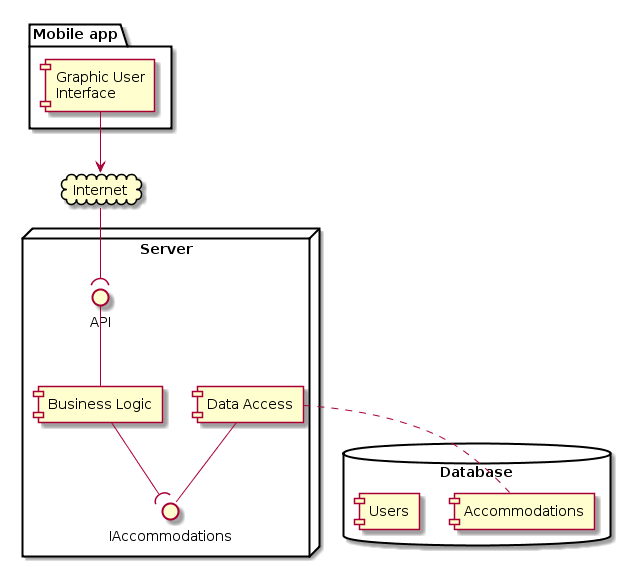 Mobile app
Graphic User
Interface
Internet
Server
API
Business Logic
Data Access
Database
Users
Accommodations
IAccommodations